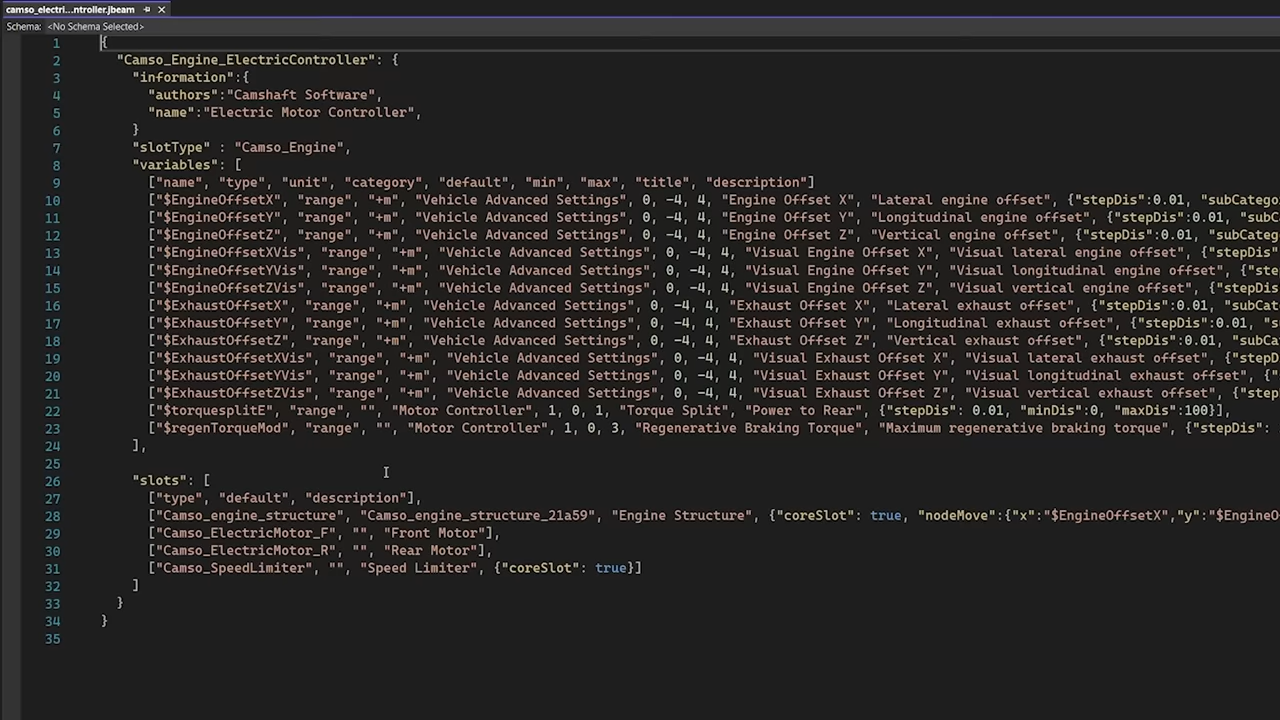 camso_electri...ntroller.jbeam
Schema: <No Schema Selected>
1 {
2 "Camso_Engine_ElectricController": {
3 "information":{
4 "authors":"Camshaft Software",
5 "name":"Electric Motor Controller",
6 }
7 "slotType" : "Camso_Engine",
8 "variables": [
9 ["name", "type", "unit", "category", "default", "min", "max", "title", "description"]
10 ["$EngineOffsetX", "range", "+m", "Vehicle Advanced Settings", 0, -4, 4, "Engine Offset X", "Lateral engine offset", {"stepDis":0.01, "subCatego
11 ["$EngineOffsetY", "range", "+m", "Vehicle Advanced Settings", 0, -4, 4, "Engine Offset Y", "Longitudinal engine offset", {"stepDis":0.01, "subC
12 ["$EngineOffsetZ", "range", "+m", "Vehicle Advanced Settings", 0, -4, 4, "Engine Offset Z", "Vertical engine offset", {"stepDis":0.01, "subCateg
13 ["$EngineOffsetXVis", "range", "+m", "Vehicle Advanced Settings", 0, -4, 4, "Visual Engine Offset X", "Visual lateral engine offset", {"stepDis"
14 ["$EngineOffsetYVis", "range", "+m", "Vehicle Advanced Settings", 0, -4, 4, "Visual Engine Offset Y", "Visual longitudinal engine offset", {"ste
15 ["$EngineOffsetZVis", "range", "+m", "Vehicle Advanced Settings", 0, -4, 4, "Visual Engine Offset Z", "Visual vertical engine offset", {"stepDis
16 ["$ExhaustOffsetX", "range", "+m", "Vehicle Advanced Settings", 0, -4, 4, "Exhaust Offset X", "Lateral exhaust offset", {"stepDis":0.01, "subCat
17 ["$ExhaustOffsetY", "range", "+m", "Vehicle Advanced Settings", 0, -4, 4, "Exhaust Offset Y", "Longitudinal exhaust offset", {"stepDis":0.01, "s
18 ["$ExhaustOffsetZ", "range", "+m", "Vehicle Advanced Settings", 0, -4, 4, "Exhaust Offset Z", "Vertical exhaust offset", {"stepDis":0.01, "subCa
19 ["$ExhaustOffsetXVis", "range", "+m", "Vehicle Advanced Settings", 0, -4, 4, "Visual Exhaust Offset X", "Visual lateral exhaust offset", {"stepD
20 ["$ExhaustOffsetYVis", "range", "+m", "Vehicle Advanced Settings", 0, -4, 4, "Visual Exhaust Offset Y", "Visual longitudinal exhaust offset", {"
21 ["$ExhaustOffsetZVis", "range", "+m", "Vehicle Advanced Settings", 0, -4, 4, "Visual Exhaust Offset Z", "Visual vertical exhaust offset", {"step
22 ["$torquesplitE", "range", "", "Motor Controller", 1, 0, 1, "Torque Split", "Power to Rear", {"stepDis": 0.01, "minDis":0, "maxDis":100}],
23 ["$regenTorqueMod", "range", "", "Motor Controller", 1, 0, 3, "Regenerative Braking Torque", "Maximum regenerative braking torque", {"stepDis":
24 ],
25
26 "slots": [
27 ["type", "default", "description"],
28 ["Camso_engine_structure", "Camso_engine_structure_21a59", "Engine Structure", {"coreSlot": true, "nodeMove":{"x":"$EngineOffsetX","y":"$EngineO
29 ["Camso_ElectricMotor_F", "", "Front Motor"],
30 ["Camso_ElectricMotor_R", "", "Rear Motor"],
31 ["Camso_SpeedLimiter", "", "Speed Limiter", {"coreSlot": true}]
32 ]
33 }
34 }
35